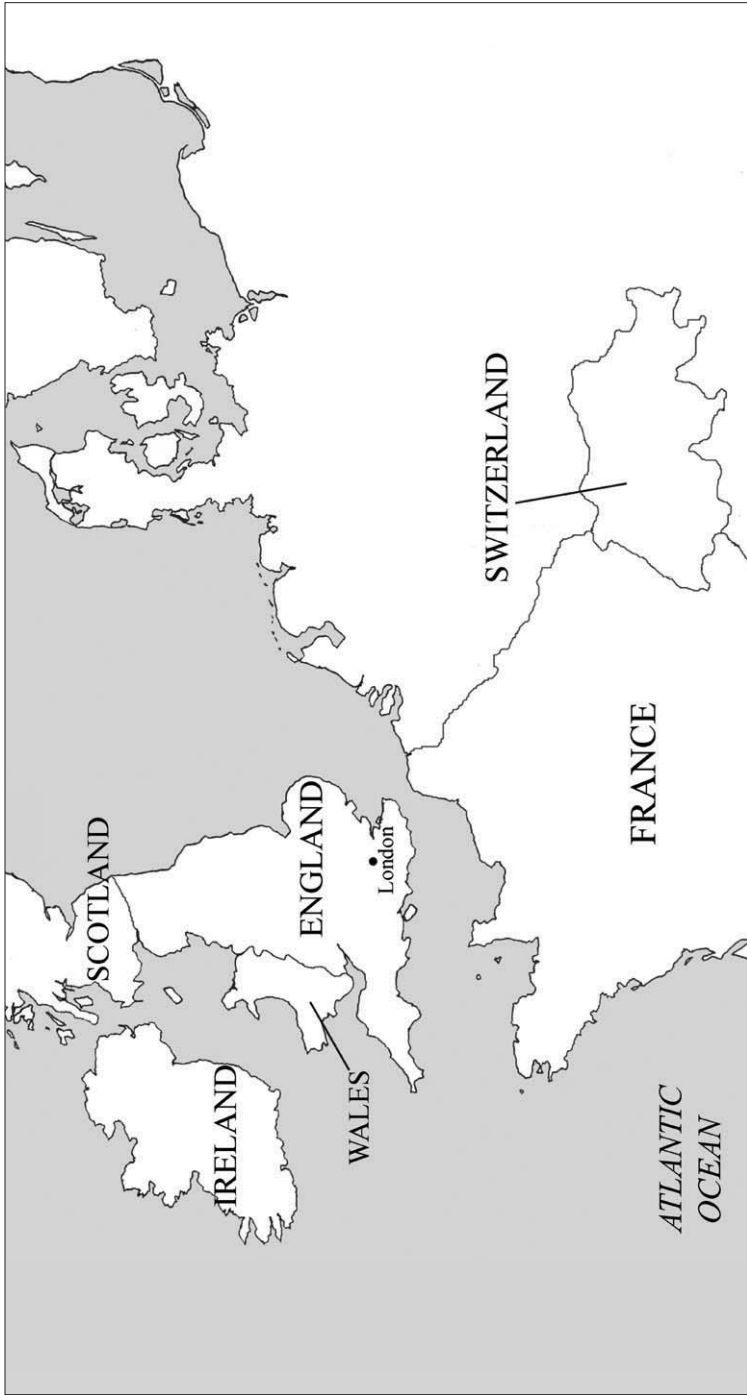 SCOTLAND
IRELAND
ENGLAND
WALES
London
SWITZERLAND
FRANCE
ATLANTIC
OCEAN